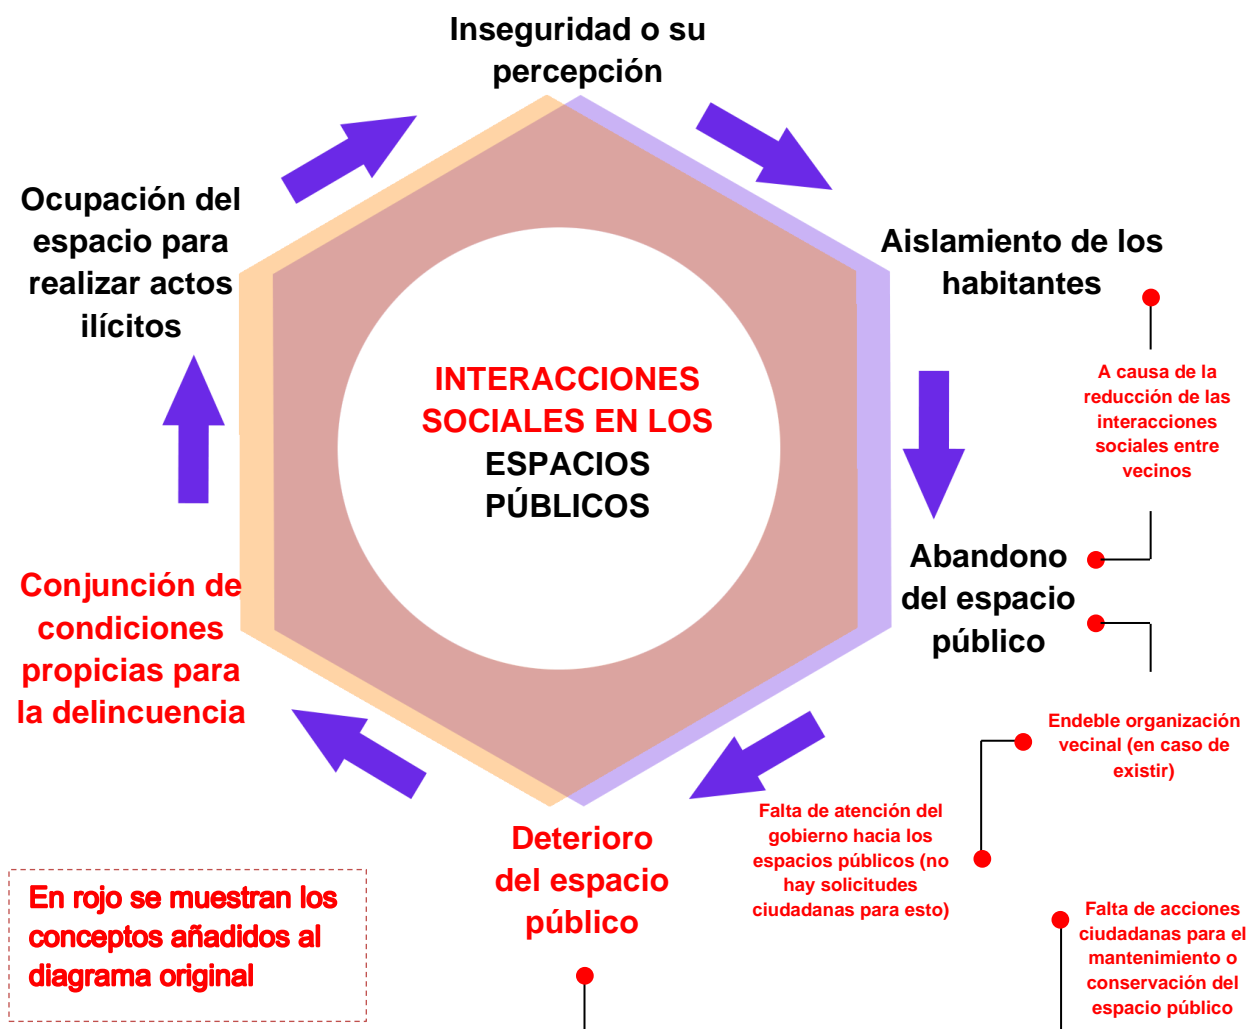 Inseguridad o su
percepción
Ocupación del
espacio para
realizar actos
ilícitos
Aislamiento de los
habitantes
INTERACCIONES
SOCIALES EN LOS
ESPACIOS
PÚBLICOS
A causa de la
reducción de las
interacciones
sociales entre
vecinos
Abandono
del espacio
público
Conjunción de
condiciones
propicias para
la delincuencia
Endeble organización
vecinal (en caso de
existir)
Falta de atención del
gobierno hacia los
espacios públicos (no
hay solicitudes
ciudadanas para esto)
Deterioro
del espacio
público
En rojo se muestran los
conceptos añadidos al
diagrama original
Falta de acciones
ciudadanas para el
mantenimiento o
conservación del
espacio público